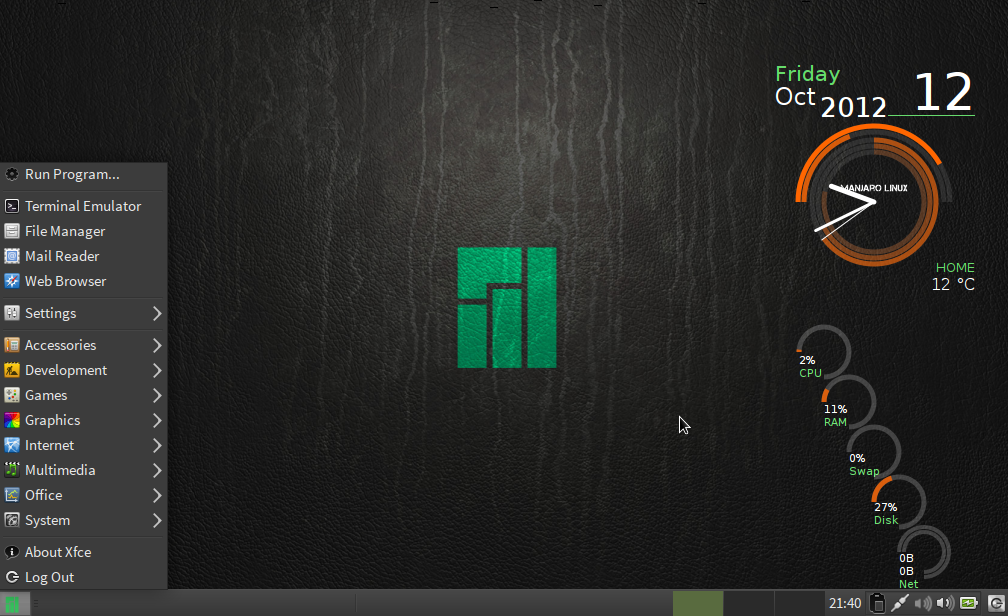 Friday
Oct 2012 12
MANJARO LINUX
HOME
12 °C
Run Program...
Terminal Emulator
File Manager
Mail Reader
Web Browser
Settings
Accessories
Development
Games
Graphics
Internet
Multimedia
Office
System
About Xfce
Log Out
2%
CPU
11%
RAM
0%
Swap
27%
Disk
0B
0B
Net
21:40